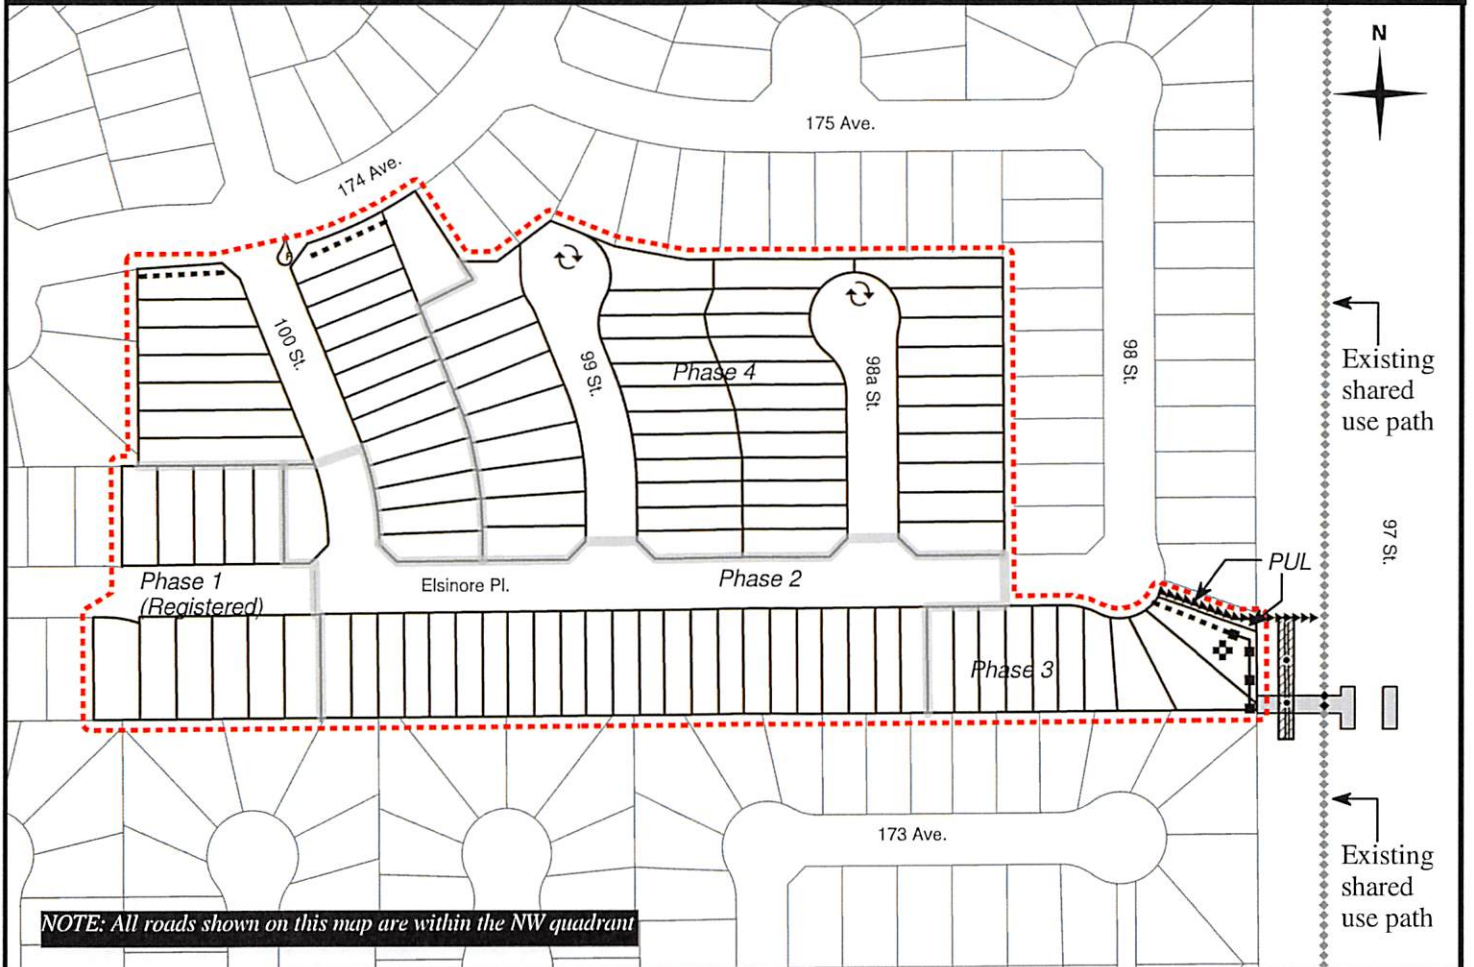 N
175 Ave.
174 Ave.
100 St.
99 St.
Phase 4
98a St.
98 St.
Existing
shared
use path
97 St.
PUL
Phase 1
(Registered)
Elsinore Pl.
Phase 2
Phase 3
173 Ave.
Existing
shared
use path
NOTE: All roads shown on this map are within the NW quadrant